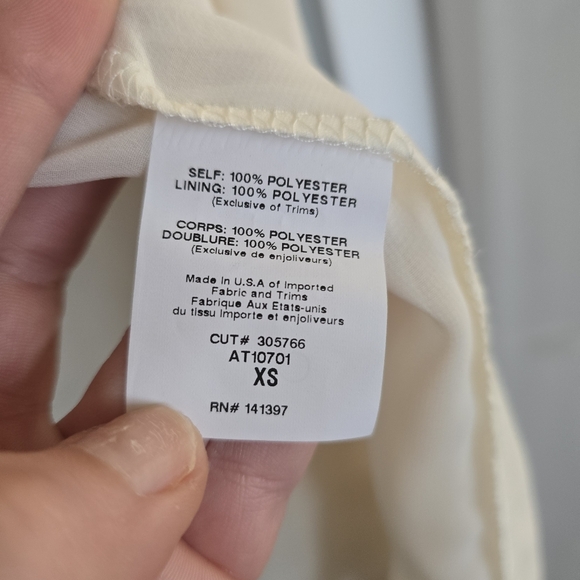 SELF: 100% POLYESTER
LINING: 100% POLYESTER
(Exclusive of Trims)
CORPS: 100% POLYESTER
DOUBLURE: 100% POLYESTER
(Exclusive de enjoliveurs)
Made in U.S.A of Imported
Fabric and Trims
Fabrique Aux Etats-unis
du tissu Importe et enjoliveurs
CUT# 305766
AT10701
XS
RN# 141397